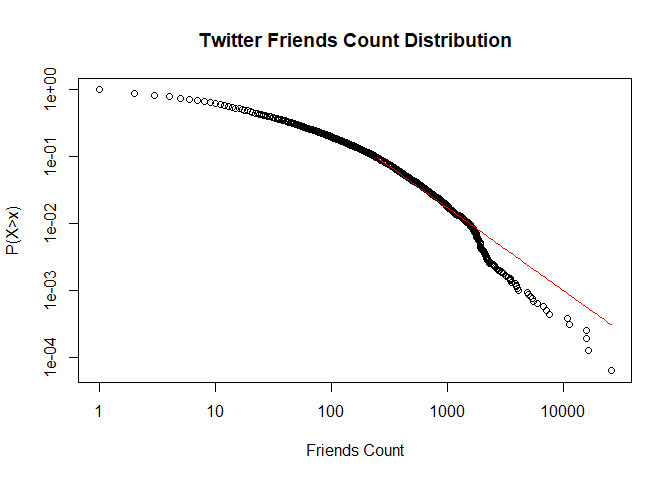 Twitter Friends Count Distribution
P(X>x)
1e+00
1e-01
1e-02
1e-03
1e-04
1 10 100 1000 10000
Friends Count